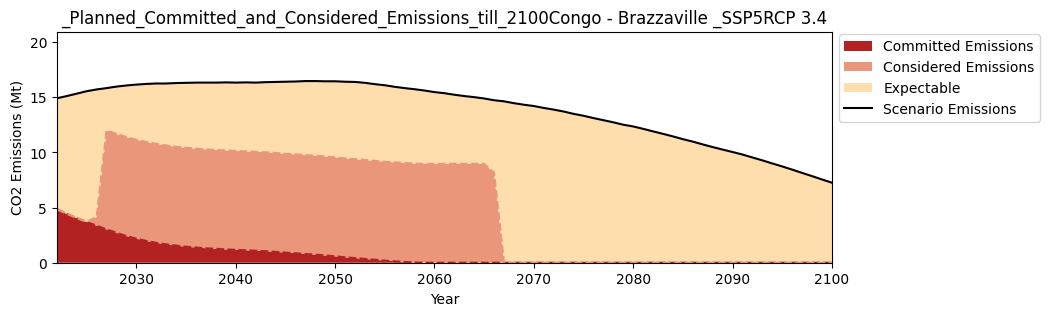 _Planned_Committed_and_Considered_Emissions_till_2100Congo - Brazzaville _SSP5RCP 3.4
CO2 Emissions (Mt)
20
15
10
5
0
2030 2040 2050 2060 2070 2080 2090 2100
Year
Committed Emissions
Considered Emissions
Expectable
Scenario Emissions